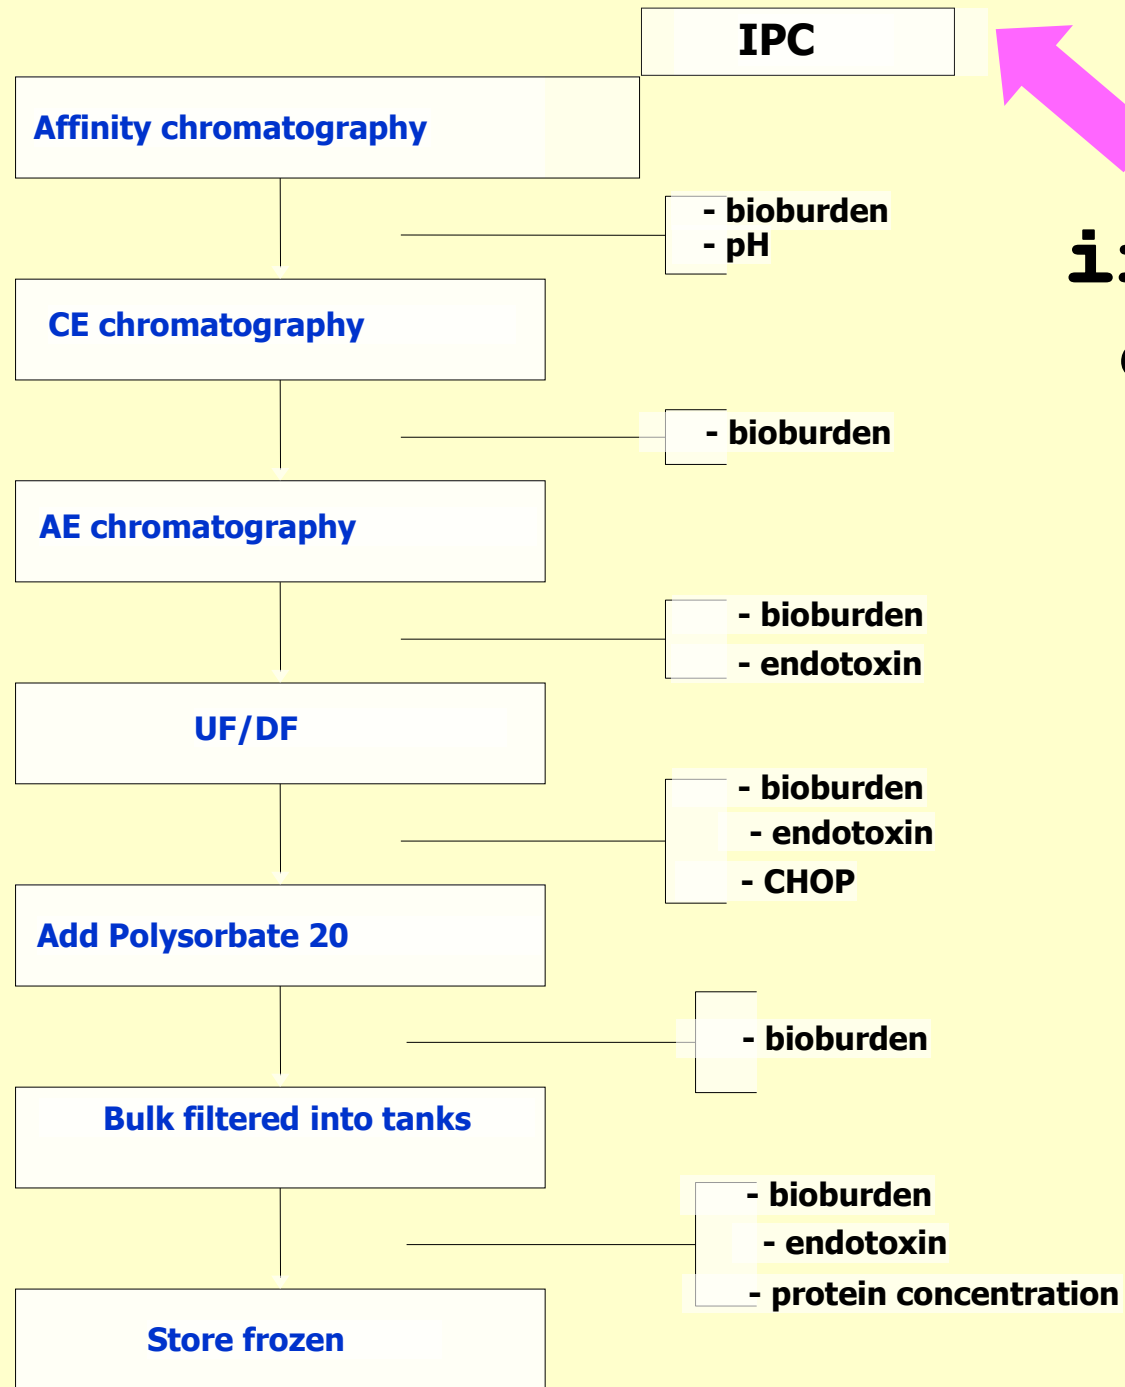 IPC
Affinity chromatography
- bioburden
- pH
CE chromatography
- bioburden
AE chromatography
- bioburden
- endotoxin
UF/DF
- bioburden
- endotoxin
- CHOP
Add Polysorbate 20
- bioburden
Bulk filtered into tanks
- bioburden
- endotoxin
- protein concentration
Store frozen